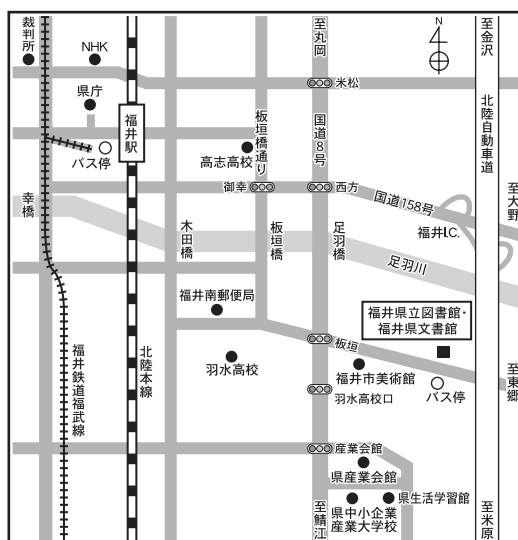 裁判所
NHK
県庁
バス停
福井駅
幸橋
板垣橋通り
高志高校
御幸
至丸岡
米松
国道8号
西方
国道158号
N
至金沢
北陸自動車道
至大野
福井I.C.
木田橋
板垣橋
足羽橋
足羽川
福井南郵便局
羽水高校
福井県立図書館・
福井県文書館
板垣
福井市美術館
バス停
羽水高校口
至東郷
福井鉄道福武線
北陸本線
産業会館
県産業会館
県生活学習館
県中小企業
産業大学校
至鯖江
至米原